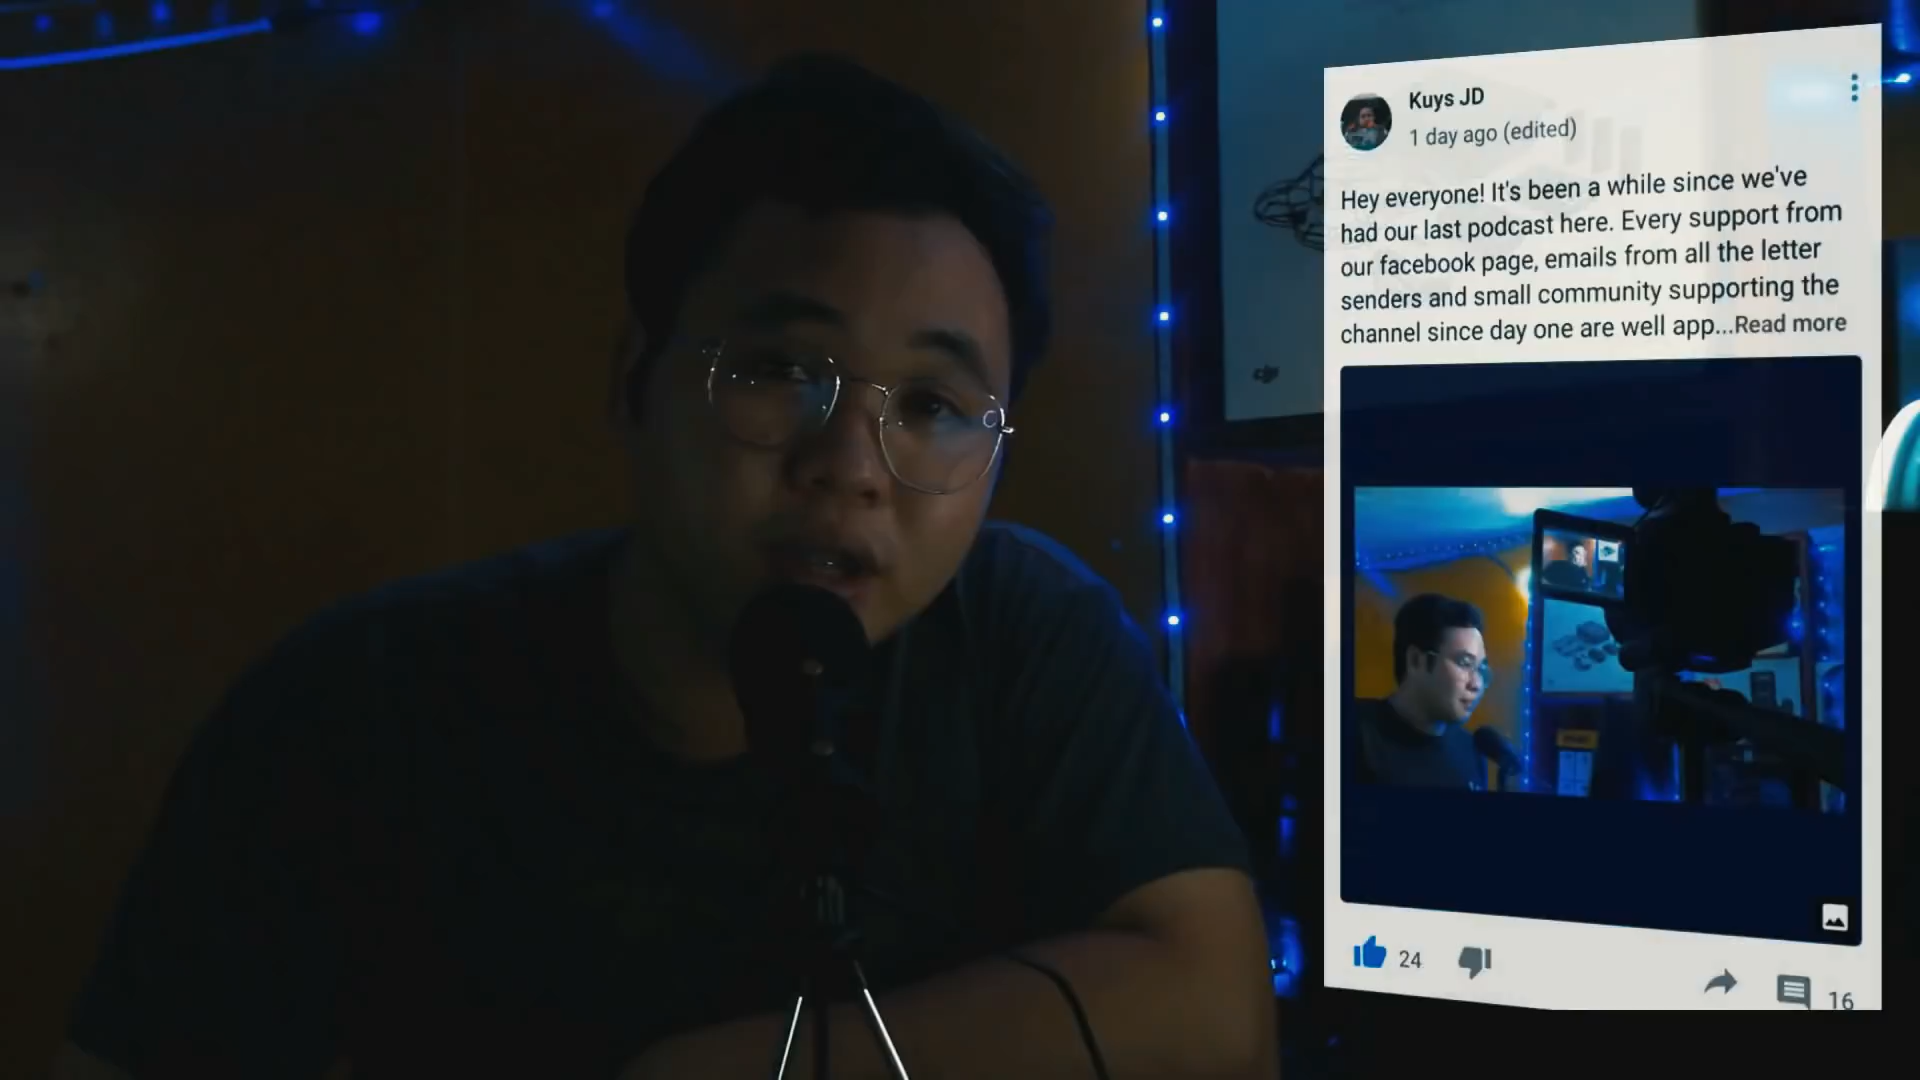 Kuys JD
1 day ago (edited)
Hey everyone! It's been a while since we've
had our last podcast here. Every support from
our facebook page, emails from all the letter
senders and small community supporting the
channel since day one are well app...Read more
dji
24
16